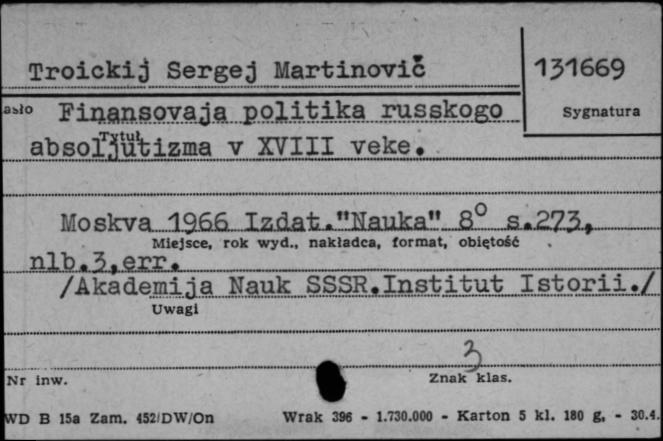 Troickij Sergej Martinovič
131669
asło Finansovaja politika russkogo
Sygnatura
Tytuł
absoljutizma v XVIII veke.
Moskva 1966 Izdat."Nauka" 8° s.273,
Miejsce, rok wyd., nakładca, format, objętość
nlb.3,err.
/Akademija Nauk SSSR.Institut Istorii./
Uwagi
3
Nr inw.
Znak klas.
WD B 15a Zam. 452/DW/On Wrak 396 - 1.730.000 - Karton 5 kl. 180 g. - 30.4.